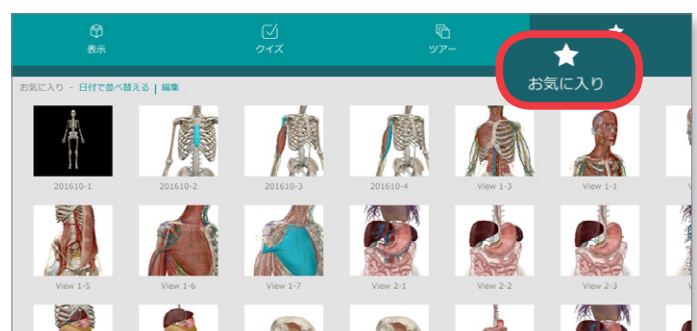 表示
クイズ
ツアー
お気に入り
お気に入り - 日付で並べ替える | 編集
201610-1
201610-2
201610-3
201610-4
View 1-3
View 1-1
View 1-5
View 1-6
View 1-7
View 2-1
View 2-2
View 2-3